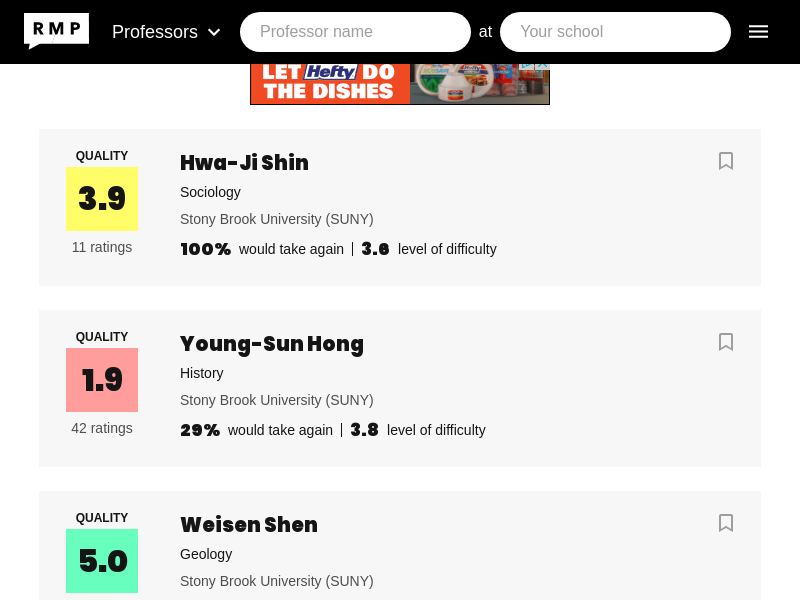 RMP
Professors
Professor name
at
Your school
LET Hefty DO
THE DISHES
QUALITY
3.9
11 ratings
Hwa-Ji Shin
Sociology
Stony Brook University (SUNY)
100% would take again | 3.6 level of difficulty
QUALITY
1.9
42 ratings
Young-Sun Hong
History
Stony Brook University (SUNY)
29% would take again | 3.8 level of difficulty
QUALITY
5.0
Weisen Shen
Geology
Stony Brook University (SUNY)